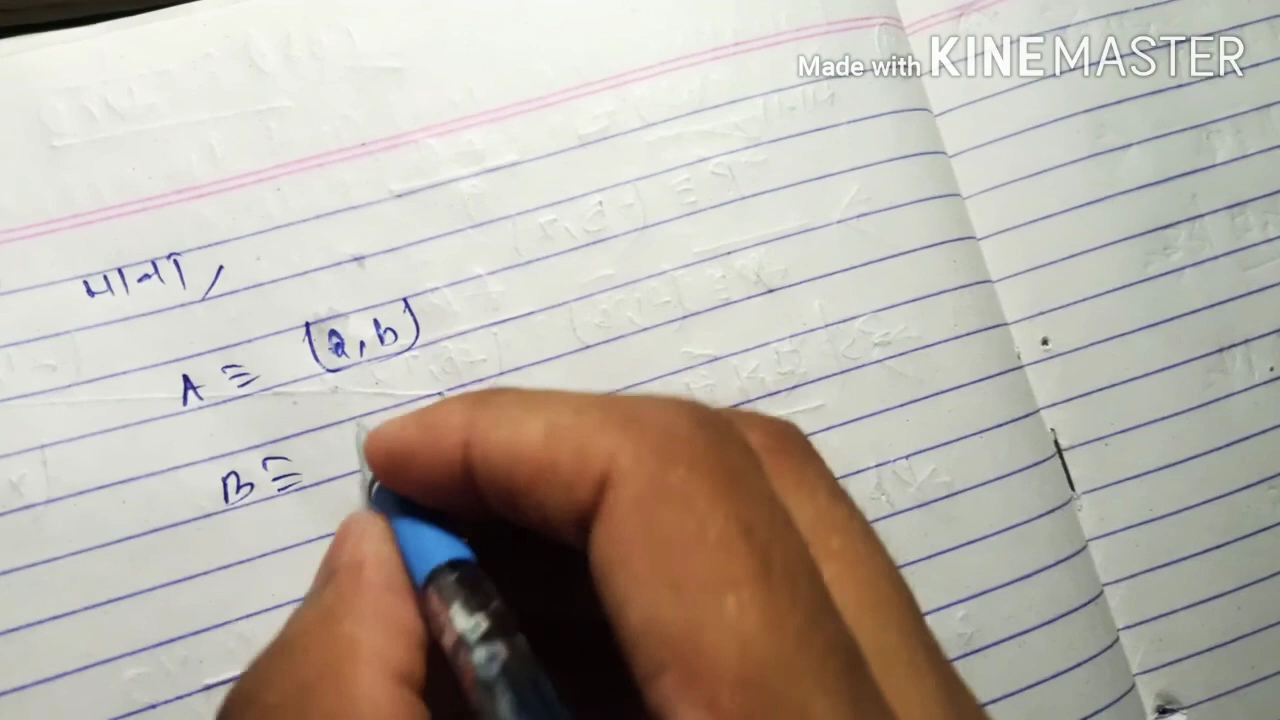 Made with KINEMASTER
माना,
A ≡ (a, b)
B ≡